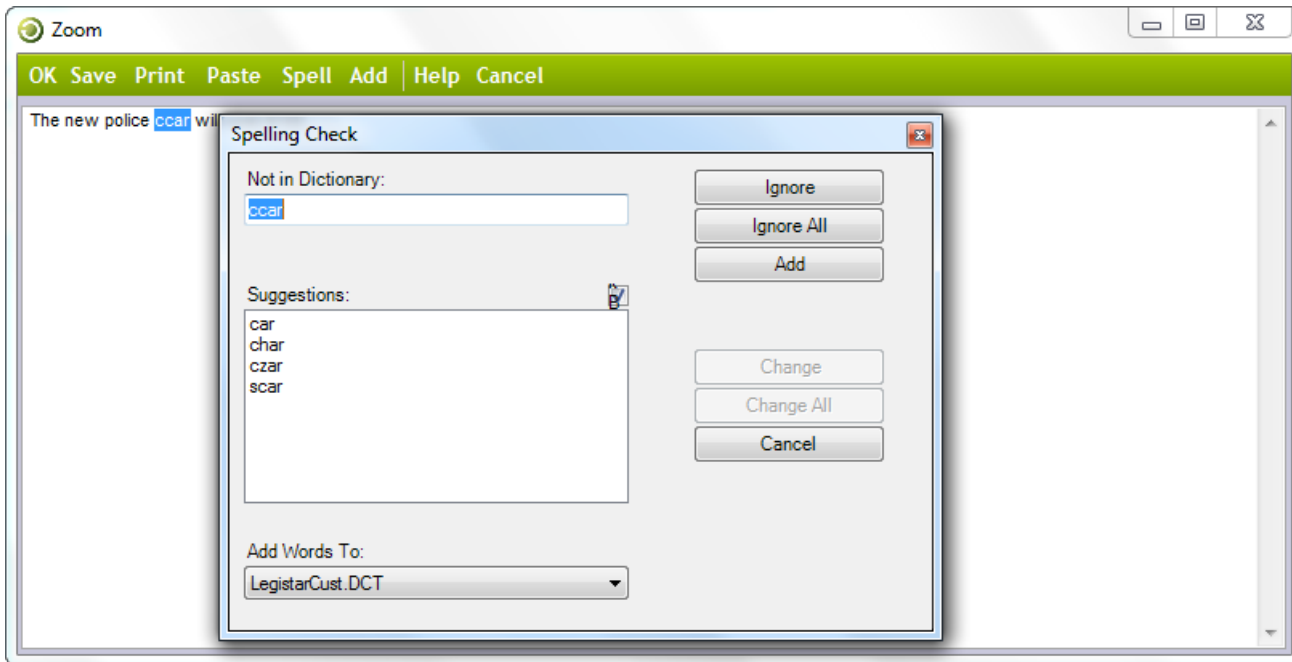 Zoom
OK Save Print Paste Spell Add Help Cancel
The new police ccar
Spelling Check
Not in Dictionary:
ccar
Ignore
Ignore All
Add
Suggestions:
car
char
czar
scar
Change
Change All
Cancel
Add Words To:
LegistarCust.DCT